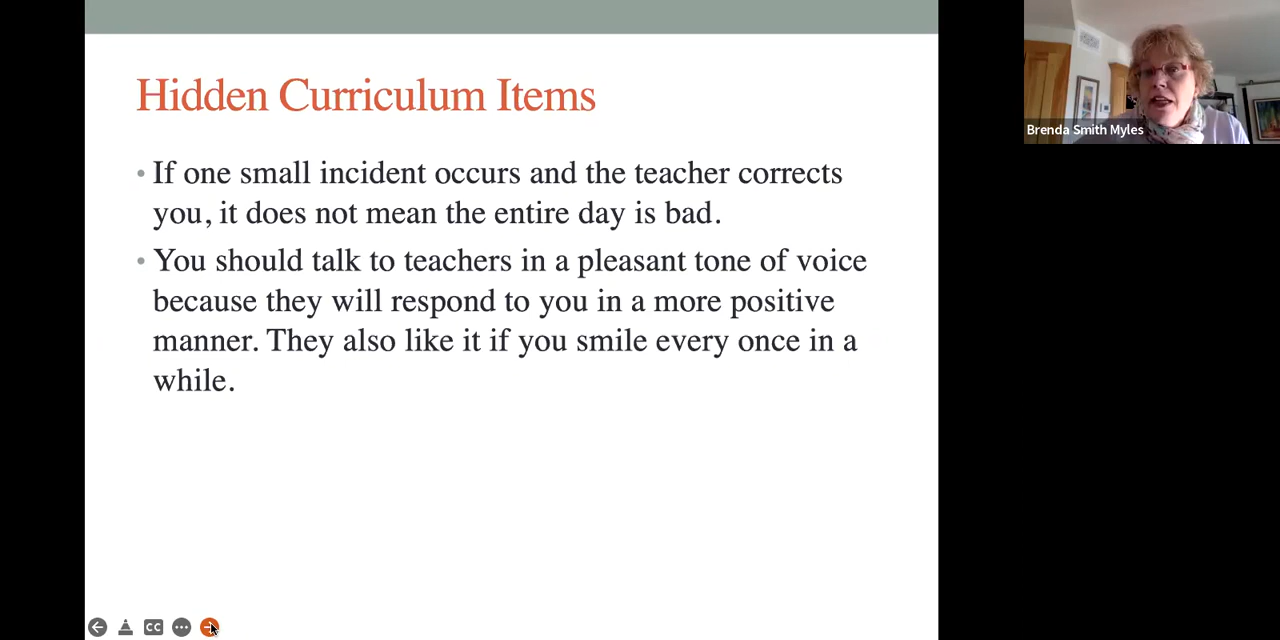 Hidden Curriculum Items
• If one small incident occurs and the teacher corrects
you, it does not mean the entire day is bad.
• You should talk to teachers in a pleasant tone of voice
because they will respond to you in a more positive
manner. They also like it if you smile every once in a
while.
Brenda Smith Myles
CC